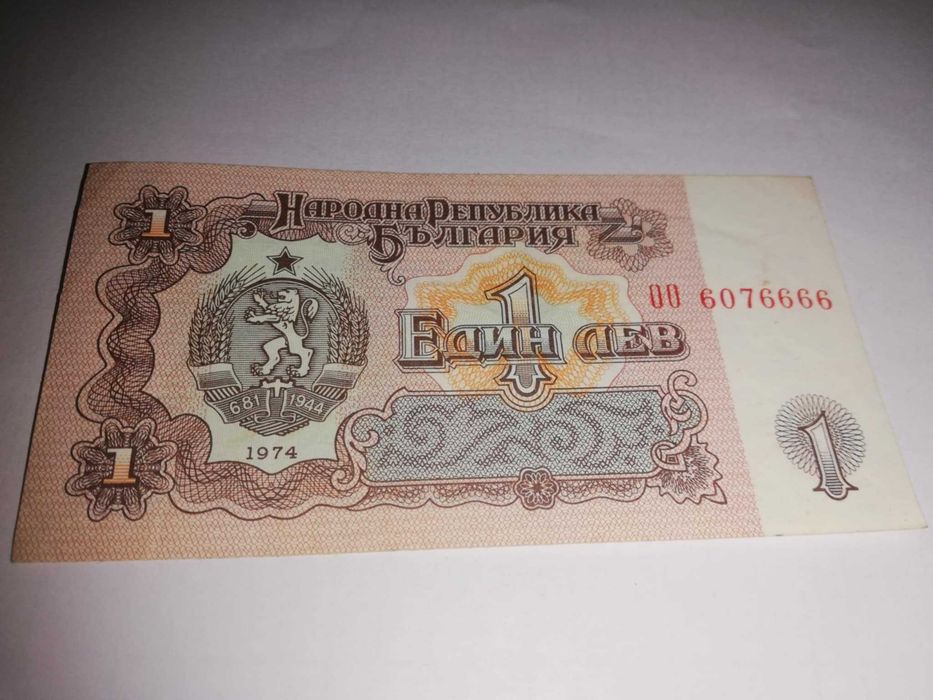 1
НАРОДНА РЕПУБЛИКА
БЪЛГАРИЯ
1
ЕДИН ЛЕВ
ОО 6076666
681 1944
1974
1
1